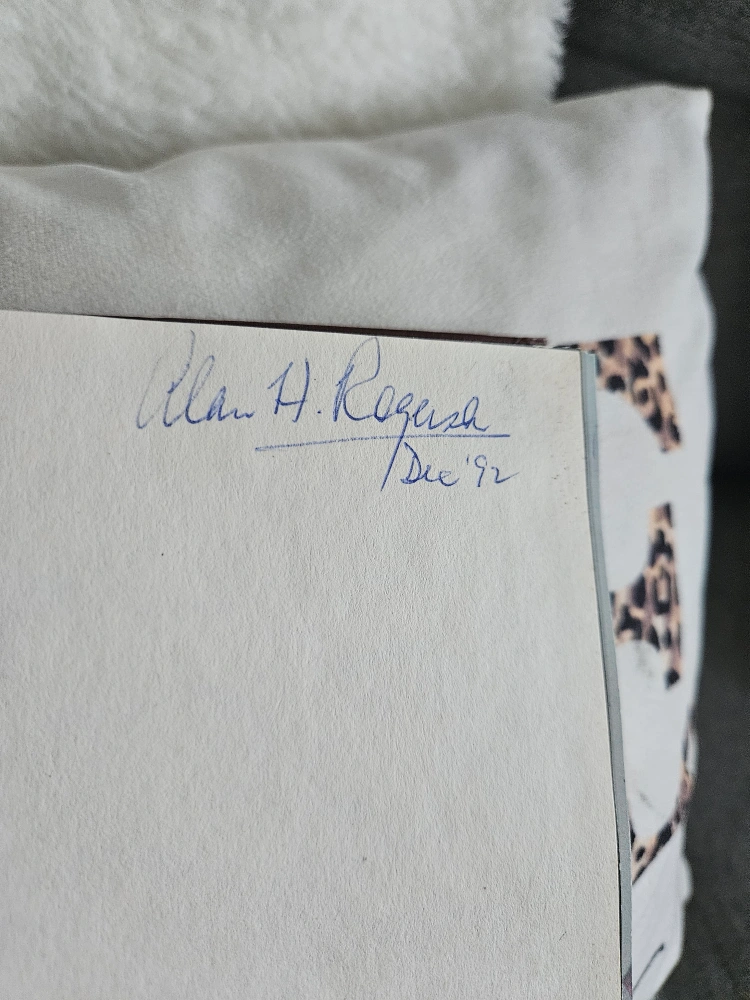 Alan H. Rogers
Dec '92